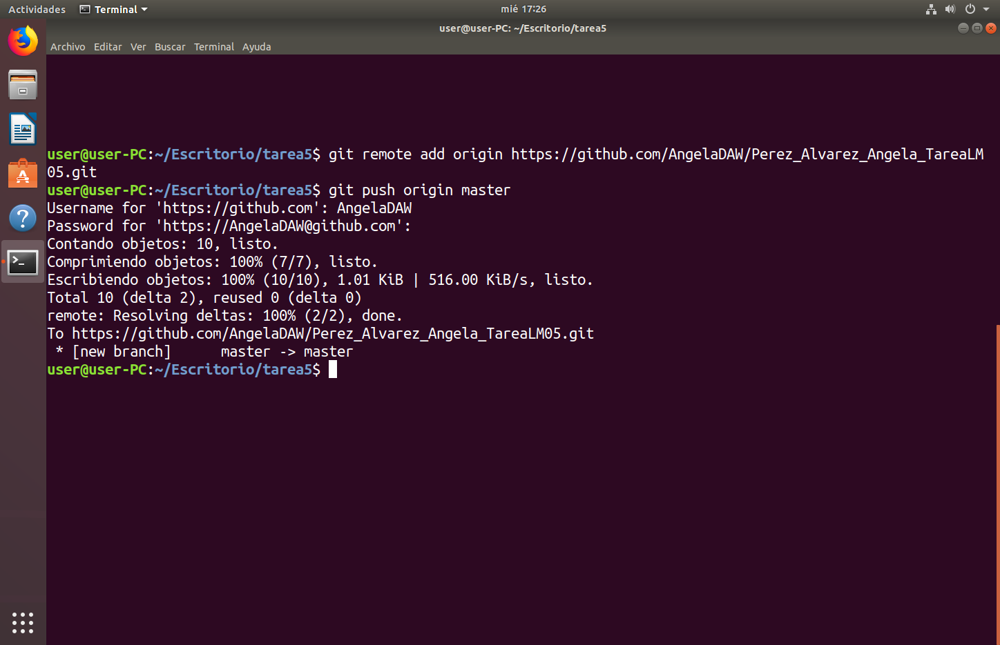 Actividades Terminal mié 17:26
user@user-PC: ~/Escritorio/tarea5
Archivo Editar Ver Buscar Terminal Ayuda
user@user-PC:~/Escritorio/tarea5$ git remote add origin https://github.com/AngelaDAW/Perez_Alvarez_Angela_TareaLM
05.git
user@user-PC:~/Escritorio/tarea5$ git push origin master
Username for 'https://github.com': AngelaDAW
Password for 'https://AngelaDAW@github.com':
Contando objetos: 10, listo.
Comprimiendo objetos: 100% (7/7), listo.
Escribiendo objetos: 100% (10/10), 1.01 KiB | 516.00 KiB/s, listo.
Total 10 (delta 2), reused 0 (delta 0)
remote: Resolving deltas: 100% (2/2), done.
To https://github.com/AngelaDAW/Perez_Alvarez_Angela_TareaLM05.git
 * [new branch]      master -> master
user@user-PC:~/Escritorio/tarea5$